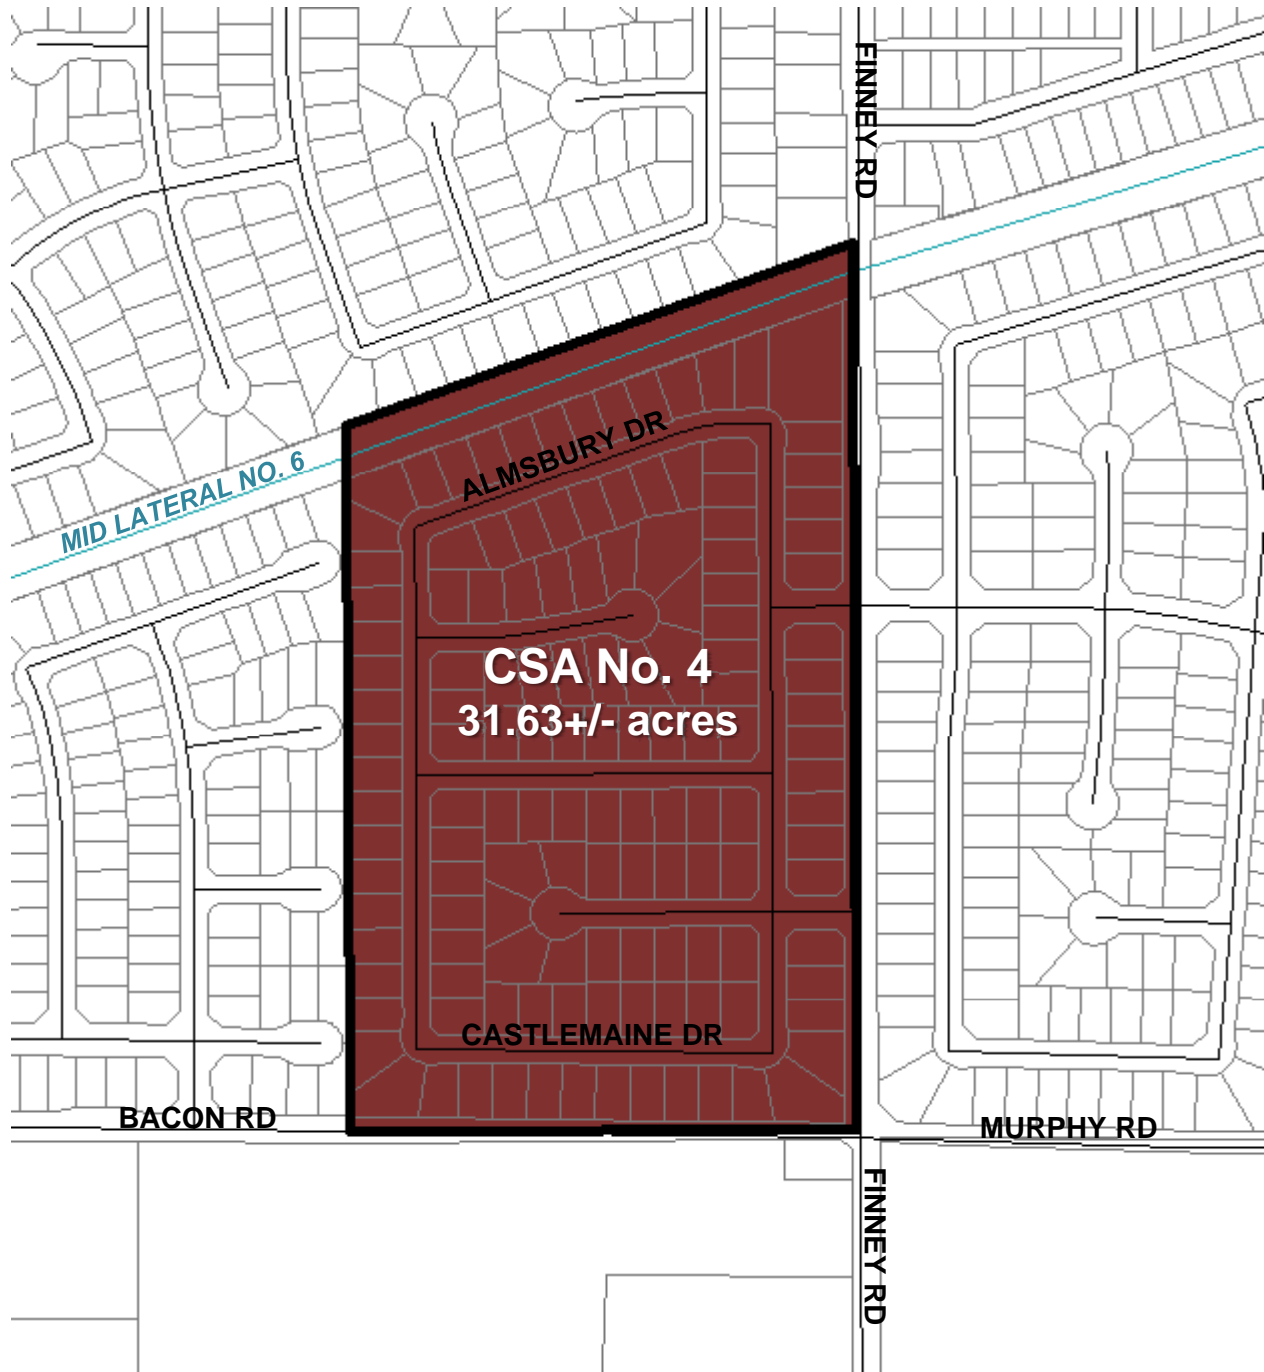 FINNEY RD
ALMSBURY DR
MID LATERAL NO. 6
CSA No. 4
31.63+/- acres
CASTLEMAINE DR
BACON RD
MURPHY RD
FINNEY RD